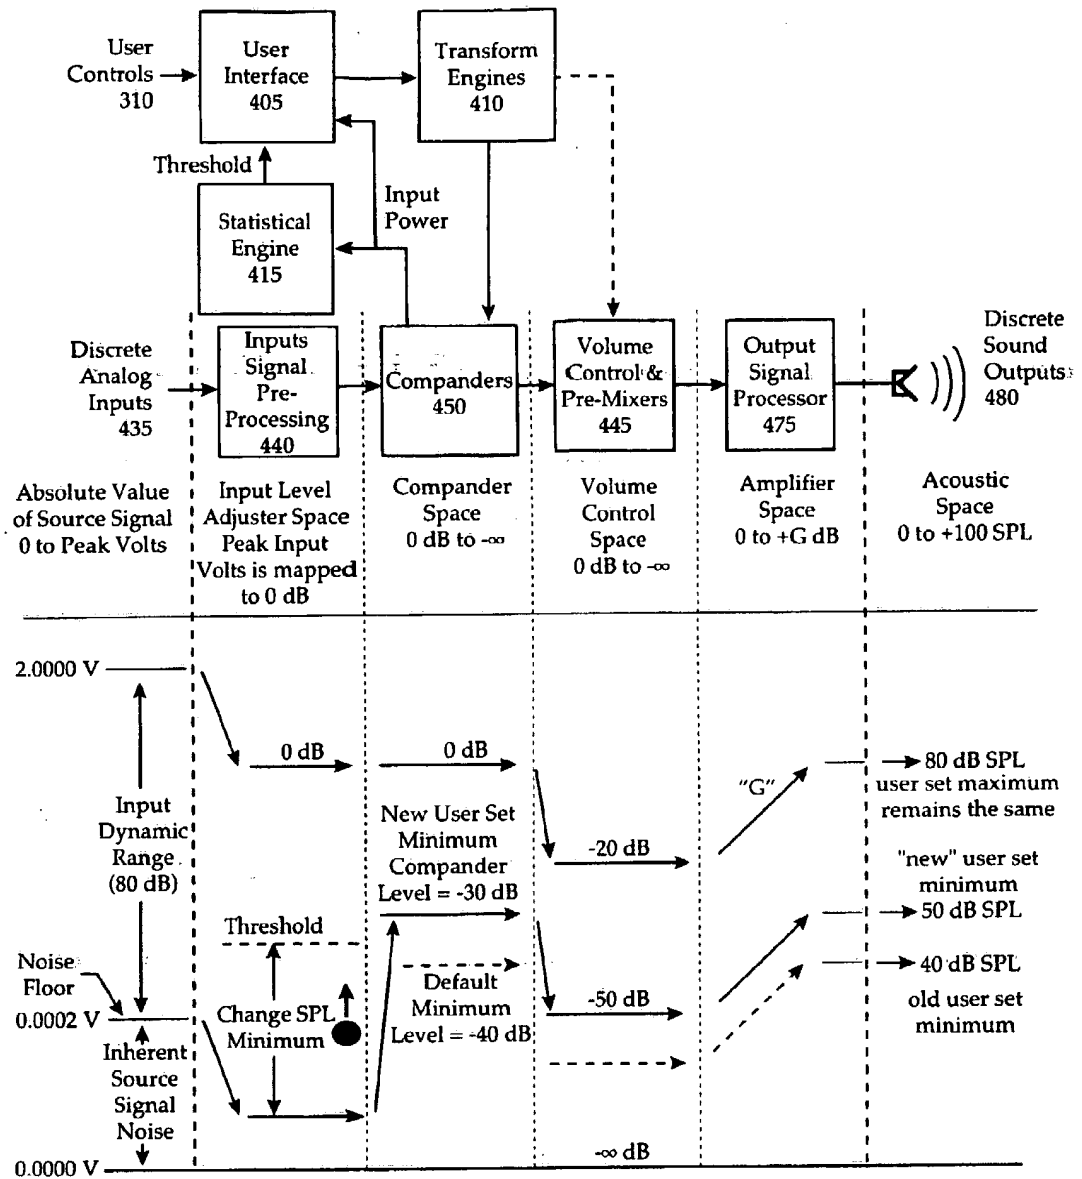 User
Controls
310
User
Interface
405
Transform
Engines
410
Threshold
Input
Power
Statistical
Engine
415
Discrete
Analog
Inputs
435
Inputs
Signal
Pre-
Processing
440
Companders
450
Volume
Control &
Pre-Mixers
445
Output
Signal
Processor
475
Discrete
Sound
Outputs
480
Absolute Value
of Source Signal
0 to Peak Volts
Input Level
Adjuster Space
Peak Input
Volts is mapped
to 0 dB
Compander
Space
0 dB to -∞
Volume
Control
Space
0 dB to -∞
Amplifier
Space
0 to +G dB
Acoustic
Space
0 to +100 SPL
2.0000 V
0 dB
0 dB
"G"
80 dB SPL
user set maximum
remains the same
Input
Dynamic
Range
(80 dB)
New User Set
Minimum
Compander
Level = -30 dB
-20 dB
"new" user set
minimum
50 dB SPL
Threshold
Noise
Floor
0.0002 V
Change SPL
Minimum
Default
Minimum
Level = -40 dB
-50 dB
40 dB SPL
old user set
minimum
Inherent
Source
Signal
Noise
0.0000 V
-∞ dB